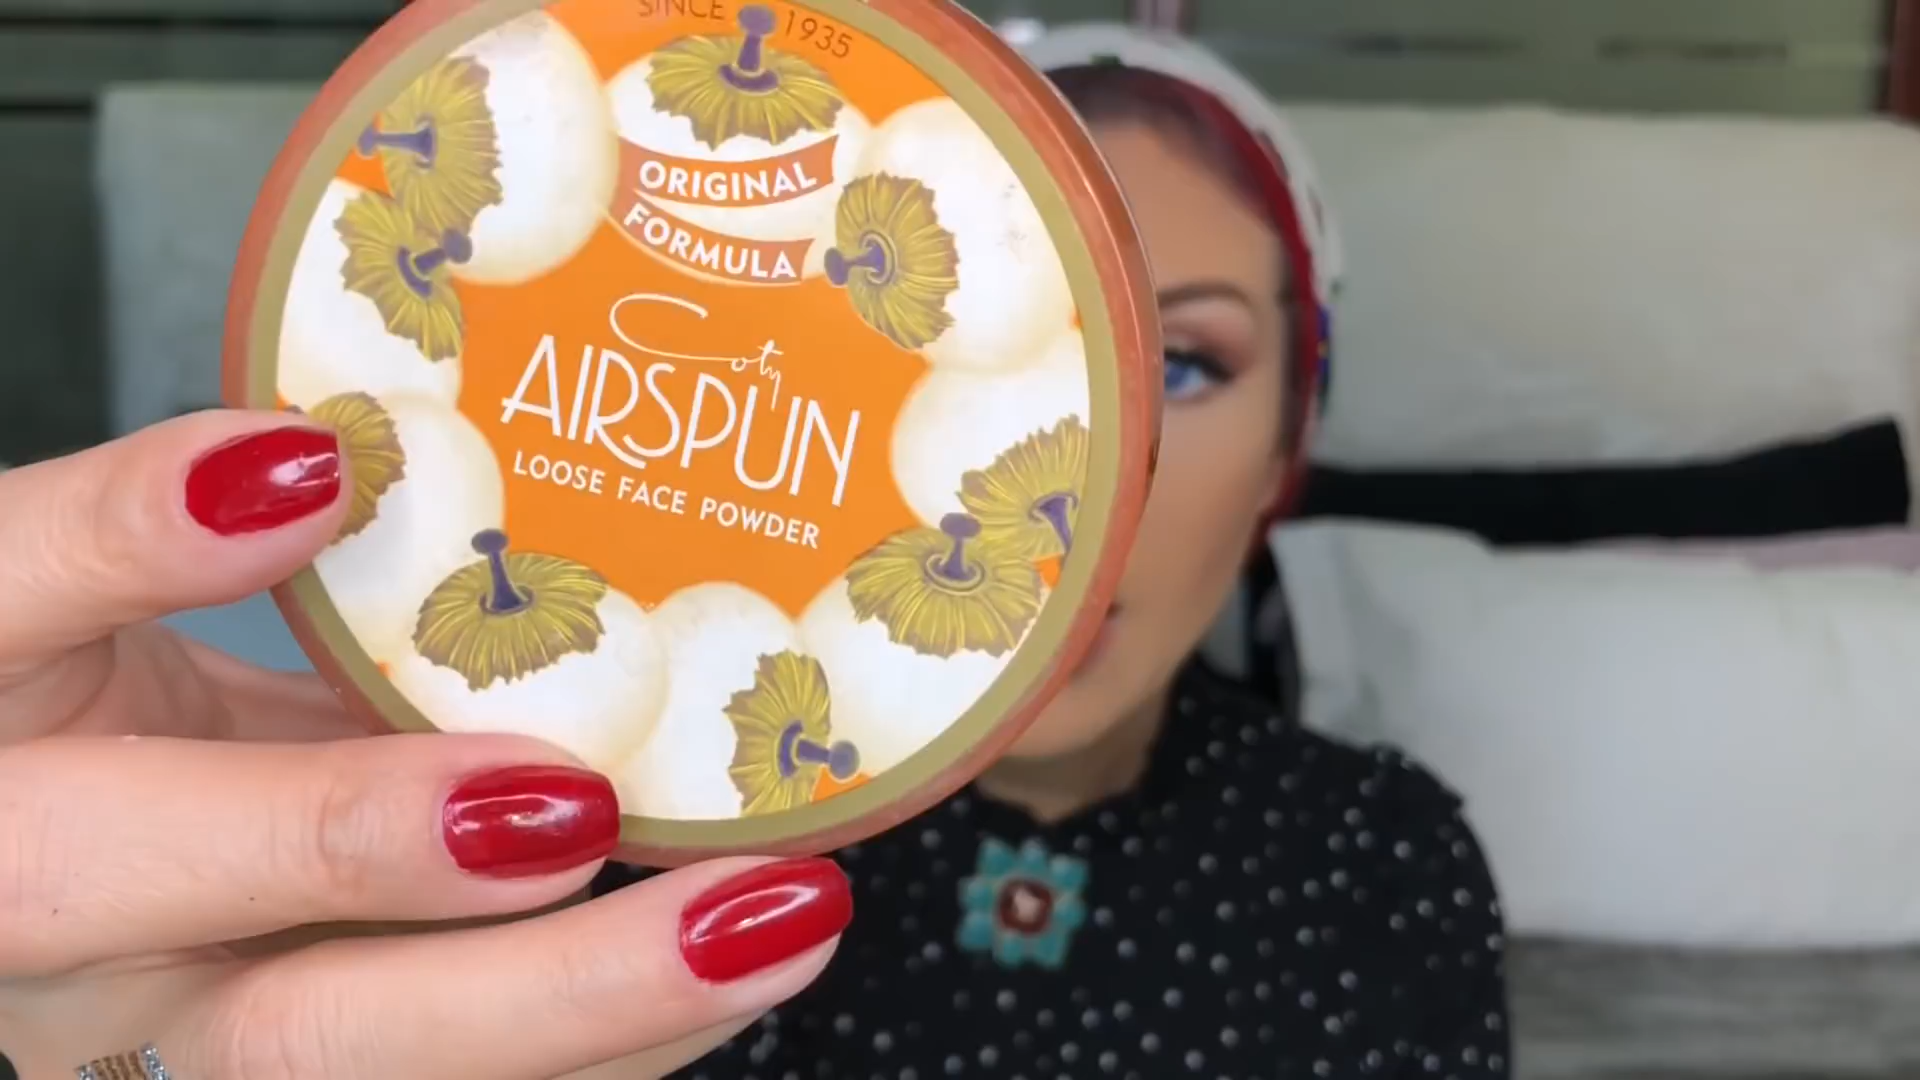 SINCE 1935
ORIGINAL
FORMULA
Coty
AIRSPUN
LOOSE FACE POWDER